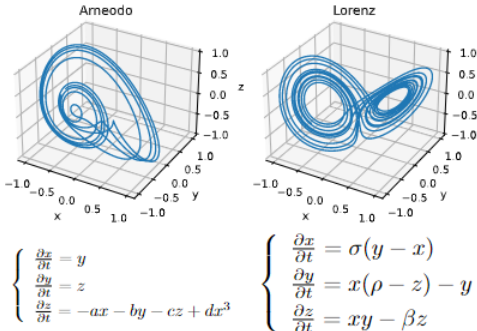 Arneodo
Lorenz
1.0
0.5
0.0
−0.5
−1.0
z
1.0
0.5
0.0
−0.5
−1.0
−1.0 −0.5 0.0 0.5 1.0
x
−1.0 −0.5 0.0 0.5 1.0
y
−1.0 −0.5 0.0 0.5 1.0
x
−1.0 −0.5 0.0 0.5 1.0
y
∂x/∂t = y
∂y/∂t = z
∂z/∂t = −ax − by − cz + dx³
∂x/∂t = σ(y − x)
∂y/∂t = x(ρ − z) − y
∂z/∂t = xy − βz